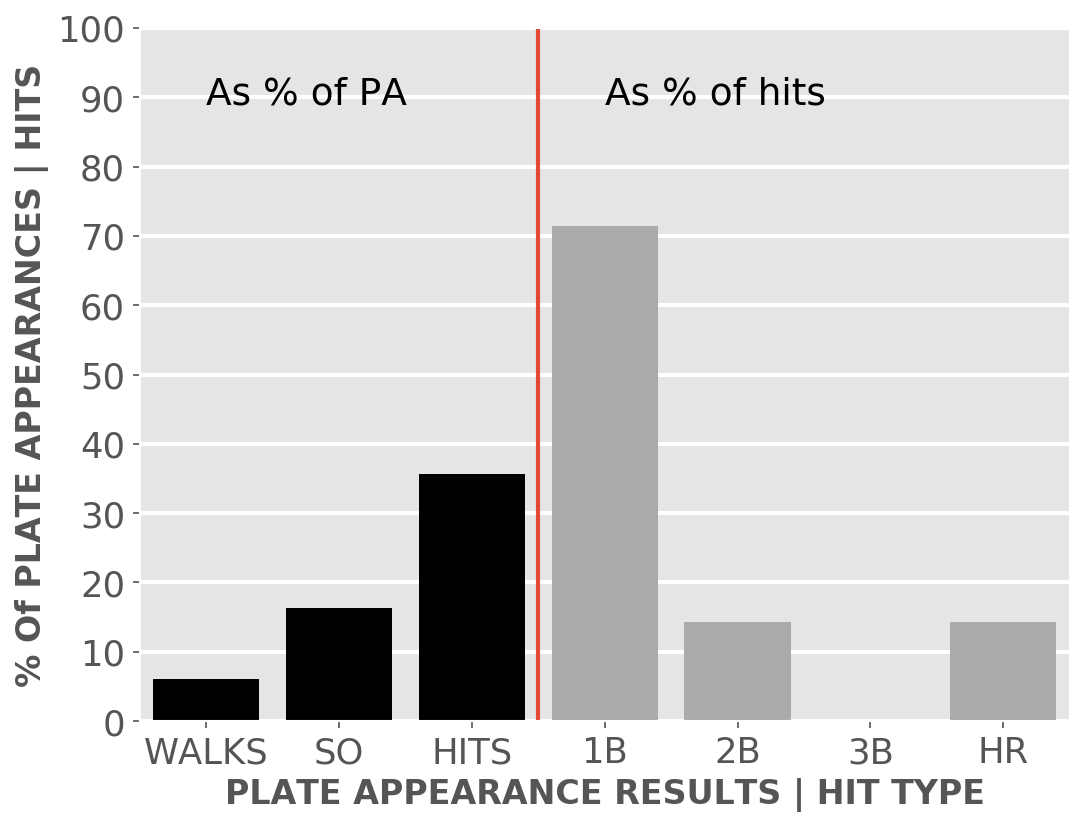 % Of PLATE APPEARANCES | HITS
100
90
80
70
60
50
40
30
20
10
0
As % of PA
As % of hits
WALKS SO HITS 1B 2B 3B HR
PLATE APPEARANCE RESULTS | HIT TYPE